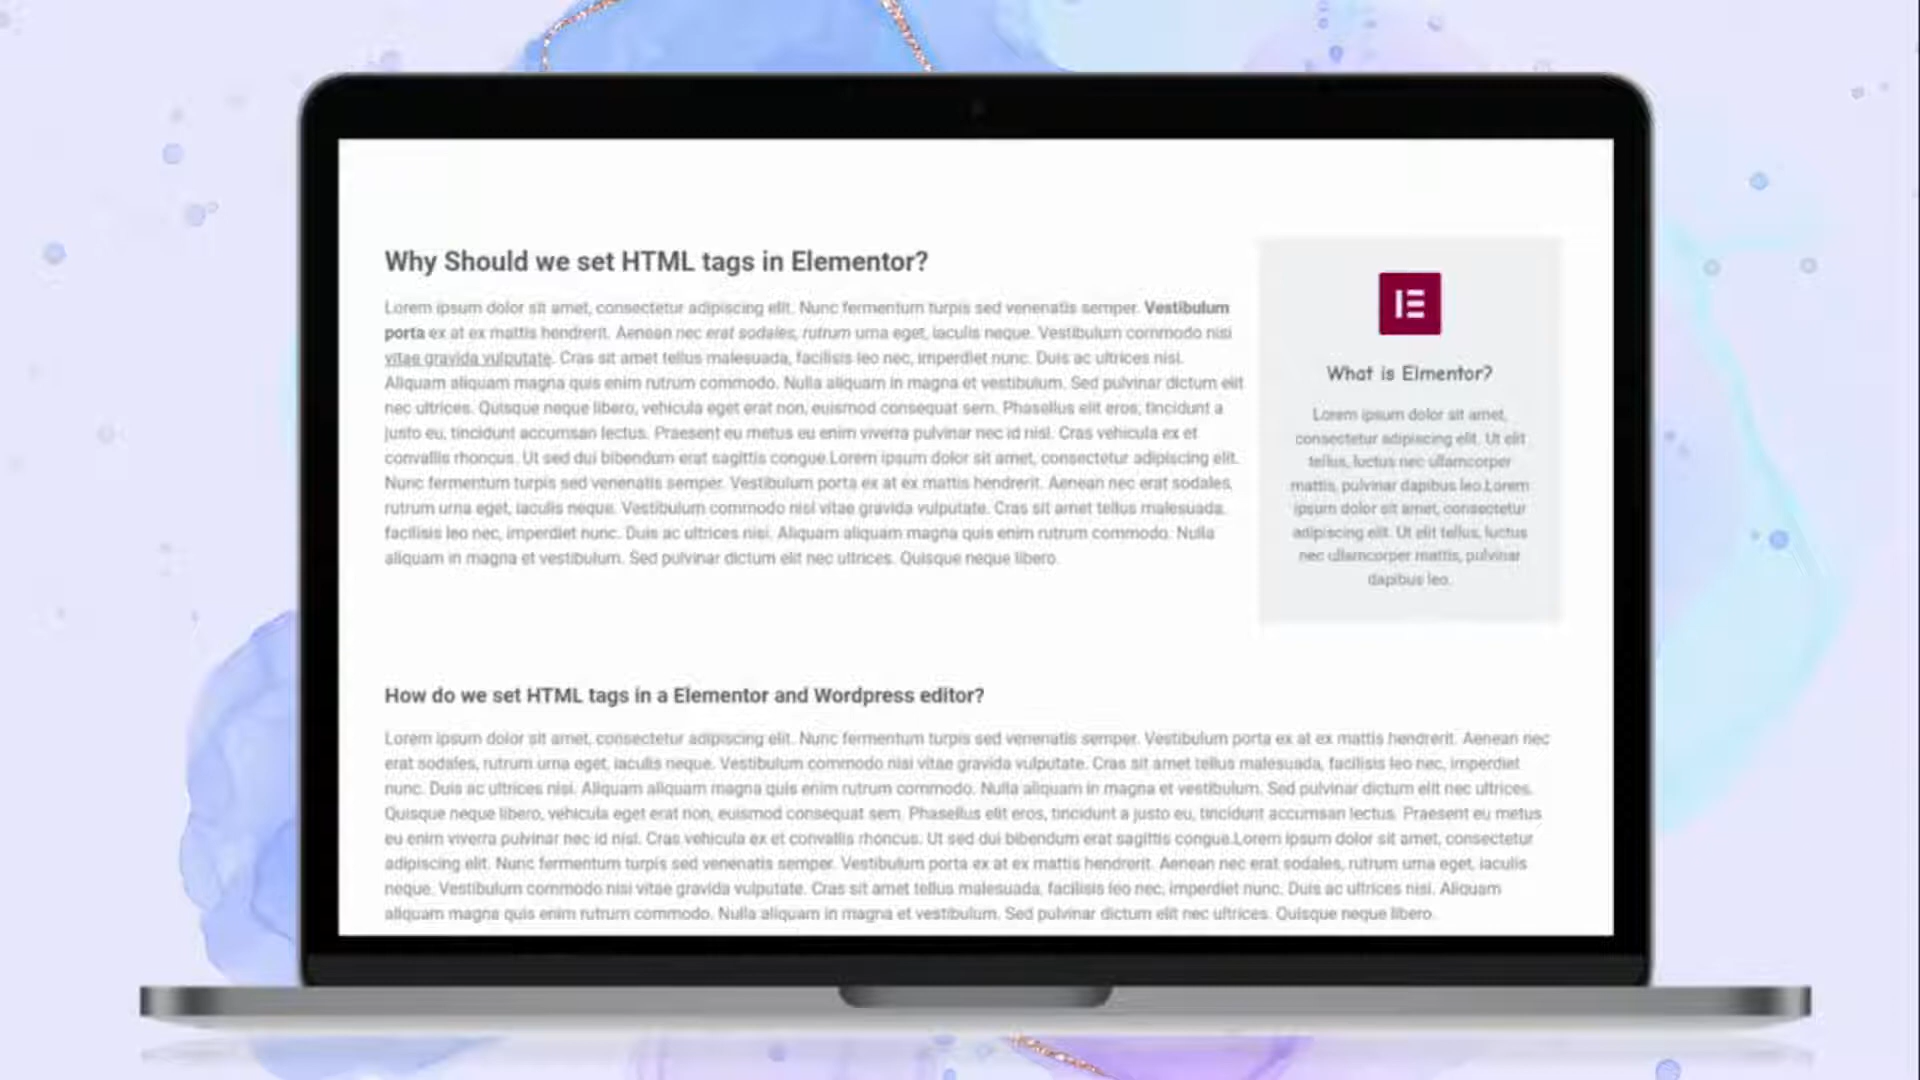 Why Should we set HTML tags in Elementor?
Lorem ipsum dolor sit amet, consectetur adipiscing elit. Nunc fermentum turpis sed venenatis semper. Vestibulum
porta ex at ex mattis hendrerit. Aenean nec erat sodales, rutrum urna eget, iaculis neque. Vestibulum commodo nisl
vitae gravida vulputate. Cras sit amet tellus malesuada, facilisis leo nec, imperdiet nunc. Duis ac ultrices nisi.
Aliquam aliquam magna quis enim rutrum commodo. Nulla aliquam in magna et vestibulum. Sed pulvinar dictum elit
nec ultrices. Quisque neque libero, vehicula eget erat non, euismod consequat sem. Phasellus elit eros, tincidunt a
justo eu, tincidunt accumsan lectus. Praesent eu metus eu enim viverra pulvinar nec id nisl. Cras vehicula ex et
convallis rhoncus. Ut sed dui bibendum erat sagittis congue.Lorem ipsum dolor sit amet, consectetur adipiscing elit.
Nunc fermentum turpis sed venenatis semper. Vestibulum porta ex at ex mattis hendrerit. Aenean nec erat sodales,
rutrum urna eget, iaculis neque. Vestibulum commodo nisl vitae gravida vulputate. Cras sit amet tellus malesuada,
facilisis leo nec, imperdiet nunc. Duis ac ultrices nisi. Aliquam aliquam magna quis enim rutrum commodo. Nulla
aliquam in magna et vestibulum. Sed pulvinar dictum elit nec ultrices. Quisque neque libero.
What is Elmentor?
Lorem ipsum dolor sit amet,
consectetur adipiscing elit. Ut elit
tellus, luctus nec ullamcorper
mattis, pulvinar dapibus leo.Lorem
ipsum dolor sit amet, consectetur
adipiscing elit. Ut elit tellus, luctus
nec ullamcorper mattis, pulvinar
dapibus leo.
How do we set HTML tags in a Elementor and Wordpress editor?
Lorem ipsum dolor sit amet, consectetur adipiscing elit. Nunc fermentum turpis sed venenatis semper. Vestibulum porta ex at ex mattis hendrerit. Aenean nec
erat sodales, rutrum urna eget, iaculis neque. Vestibulum commodo nisl vitae gravida vulputate. Cras sit amet tellus malesuada, facilisis leo nec, imperdiet
nunc. Duis ac ultrices nisi. Aliquam aliquam magna quis enim rutrum commodo. Nulla aliquam in magna et vestibulum. Sed pulvinar dictum elit nec ultrices.
Quisque neque libero, vehicula eget erat non, euismod consequat sem. Phasellus elit eros, tincidunt a justo eu, tincidunt accumsan lectus. Praesent eu metus
eu enim viverra pulvinar nec id nisl. Cras vehicula ex et convallis rhoncus. Ut sed dui bibendum erat sagittis congue.Lorem ipsum dolor sit amet, consectetur
adipiscing elit. Nunc fermentum turpis sed venenatis semper. Vestibulum porta ex at ex mattis hendrerit. Aenean nec erat sodales, rutrum urna eget, iaculis
neque. Vestibulum commodo nisl vitae gravida vulputate. Cras sit amet tellus malesuada, facilisis leo nec, imperdiet nunc. Duis ac ultrices nisi. Aliquam
aliquam magna quis enim rutrum commodo. Nulla aliquam in magna et vestibulum. Sed pulvinar dictum elit nec ultrices. Quisque neque libero.